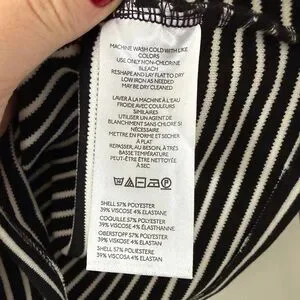 MACHINE WASH COLD WITH LIKE
COLORS
USE ONLY NON-CHLORINE
BLEACH
RESHAPE AND LAY FLAT TO DRY
LOW IRON AS NEEDED
MAY BE DRY CLEANED
LAVER À LA MACHINE À L'EAU
FROIDE AVEC COULEURS
SIMILAIRES
UTILISER UN AGENT DE
BLANCHIMENT SANS CHLORE SI
NÉCESSAIRE
METTRE EN FORME ET SÉCHER
À PLAT
REPASSER, AU BESOIN, À TRÈS
BASSE TEMPÉRATURE
PEUT-ÊTRE ÊTRE NETTOYÉE
À SEC
SHELL 57% POLYESTER
39% VISCOSE 4% ELASTANE
COQUILLE 57% POLYESTER
39% VISCOSE 4% ÉLASTHANNE
OBERSTOFF 57% POLYESTER
39% VISKOSE 4% ELASTAN
SHELL 57% POLIESTERE
39% VISCOSA 4% ELASTAN